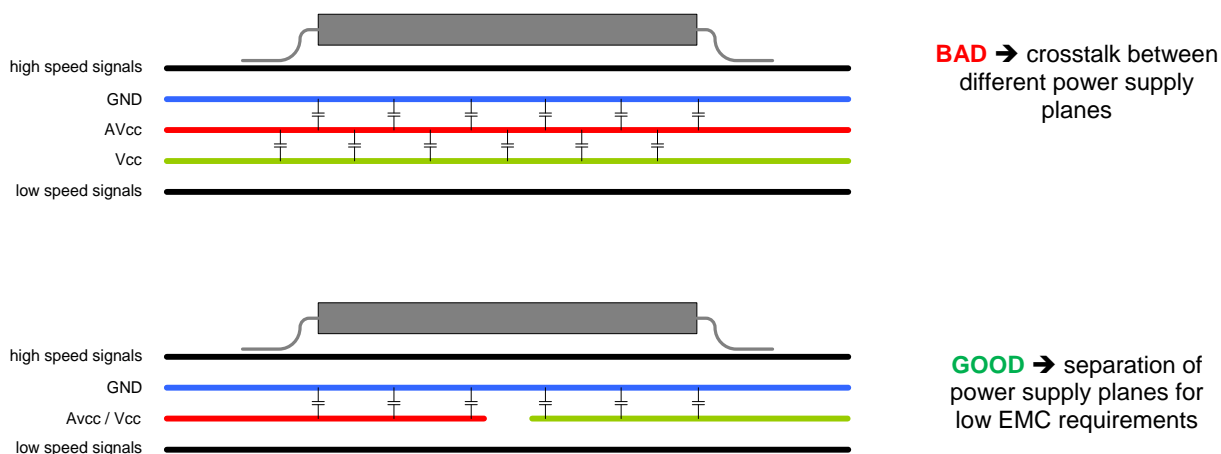 high speed signals
GND
AVcc
Vcc
low speed signals
BAD ➔ crosstalk between
different power supply
planes
high speed signals
GND
Avcc / Vcc
low speed signals
GOOD ➔ separation of
power supply planes for
low EMC requirements